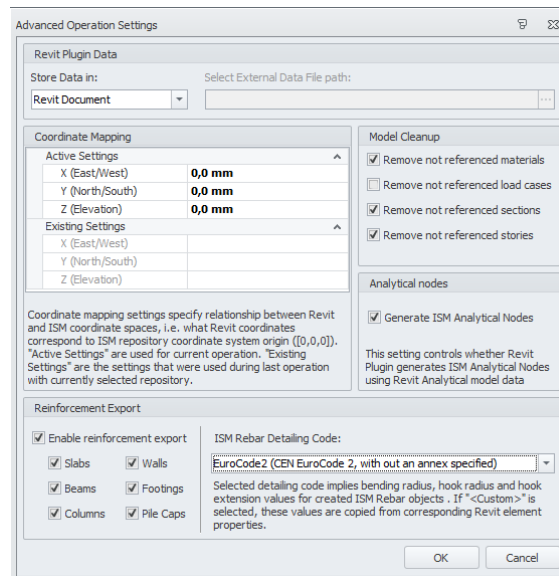 Advanced Operation Settings
Revit Plugin Data
Store Data in:
Select External Data File path:
Revit Document
...
Coordinate Mapping
Active Settings
X (East/West) 0,0 mm
Y (North/South) 0,0 mm
Z (Elevation) 0,0 mm
Existing Settings
X (East/West)
Y (North/South)
Z (Elevation)
Coordinate mapping settings specify relationship between Revit
and ISM coordinate spaces, i.e. what Revit coordinates
correspond to ISM repository coordinate system origin ([0,0,0]).
"Active Settings" are used for current operation. "Existing
Settings" are the settings that were used during last operation
with currently selected repository.
Model Cleanup
Remove not referenced materials
Remove not referenced load cases
Remove not referenced sections
Remove not referenced stories
Analytical nodes
Generate ISM Analytical Nodes
This setting controls whether Revit
Plugin generates ISM Analytical Nodes
using Revit Analytical model data
Reinforcement Export
Enable reinforcement export
Slabs Walls
Beams Footings
Columns Pile Caps
ISM Rebar Detailing Code:
EuroCode2 (CEN EuroCode 2, with out an annex specified)
Selected detailing code implies bending radius, hook radius and hook
extension values for created ISM Rebar objects . If "<Custom>" is
selected, these values are copied from corresponding Revit element
properties.
OK Cancel